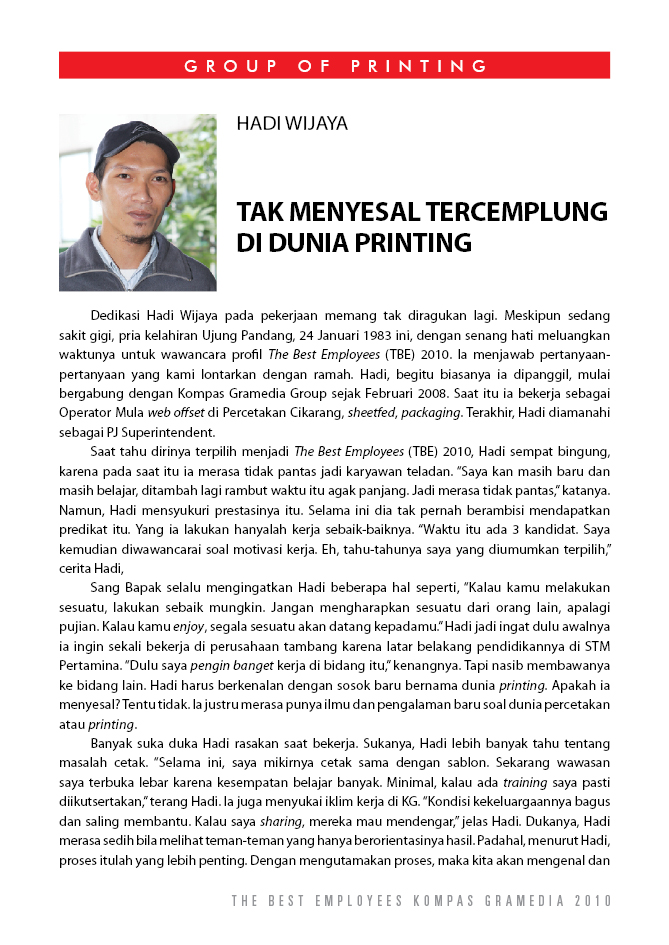 GROUP OF PRINTING
HADI WIJAYA
TAK MENYESAL TERCEMPLUNG
DI DUNIA PRINTING
Dedikasi Hadi Wijaya pada pekerjaan memang tak diragukan lagi. Meskipun sedang
sakit gigi, pria kelahiran Ujung Pandang, 24 Januari 1983 ini, dengan senang hati meluangkan
waktunya untuk wawancara profil The Best Employees (TBE) 2010. Ia menjawab pertanyaan-
pertanyaan yang kami lontarkan dengan ramah. Hadi, begitu biasanya ia dipanggil, mulai
bergabung dengan Kompas Gramedia Group sejak Februari 2008. Saat itu ia bekerja sebagai
Operator Mula web offset di Percetakan Cikarang, sheetfed, packaging. Terakhir, Hadi diamanahi
sebagai PJ Superintendent.
Saat tahu dirinya terpilih menjadi The Best Employees (TBE) 2010, Hadi sempat bingung,
karena pada saat itu ia merasa tidak pantas jadi karyawan teladan. “Saya kan masih baru dan
masih belajar, ditambah lagi rambut waktu itu agak panjang. Jadi merasa tidak pantas,” katanya.
Namun, Hadi mensyukuri prestasinya itu. Selama ini dia tak pernah berambisi mendapatkan
predikat itu. Yang ia lakukan hanyalah kerja sebaik-baiknya. “Waktu itu ada 3 kandidat. Saya
kemudian diwawancarai soal motivasi kerja. Eh, tahu-tahunya saya yang diumumkan terpilih,”
cerita Hadi,
Sang Bapak selalu mengingatkan Hadi beberapa hal seperti, “Kalau kamu melakukan
sesuatu, lakukan sebaik mungkin. Jangan mengharapkan sesuatu dari orang lain, apalagi
pujian. Kalau kamu enjoy, segala sesuatu akan datang kepadamu.” Hadi jadi ingat dulu awalnya
ia ingin sekali bekerja di perusahaan tambang karena latar belakang pendidikannya di STM
Pertamina. “Dulu saya pengin banget kerja di bidang itu,” kenangnya. Tapi nasib membawanya
ke bidang lain. Hadi harus berkenalan dengan sosok baru bernama dunia printing. Apakah ia
menyesal? Tentu tidak. Ia justru merasa punya ilmu dan pengalaman baru soal dunia percetakan
atau printing.
Banyak suka duka Hadi rasakan saat bekerja. Sukanya, Hadi lebih banyak tahu tentang
masalah cetak. “Selama ini, saya mikirnya cetak sama dengan sablon. Sekarang wawasan
saya terbuka lebar karena kesempatan belajar banyak. Minimal, kalau ada training saya pasti
diikutsertakan,” terang Hadi. Ia juga menyukai iklim kerja di KG. “Kondisi kekeluargaannya bagus
dan saling membantu. Kalau saya sharing, mereka mau mendengar,” jelas Hadi. Dukanya, Hadi
merasa sedih bila melihat teman-teman yang hanya berorientasinya hasil. Padahal, menurut Hadi,
proses itulah yang lebih penting. Dengan mengutamakan proses, maka kita akan mengenal dan
THE BEST EMPLOYEES KOMPAS GRAMEDIA 2010